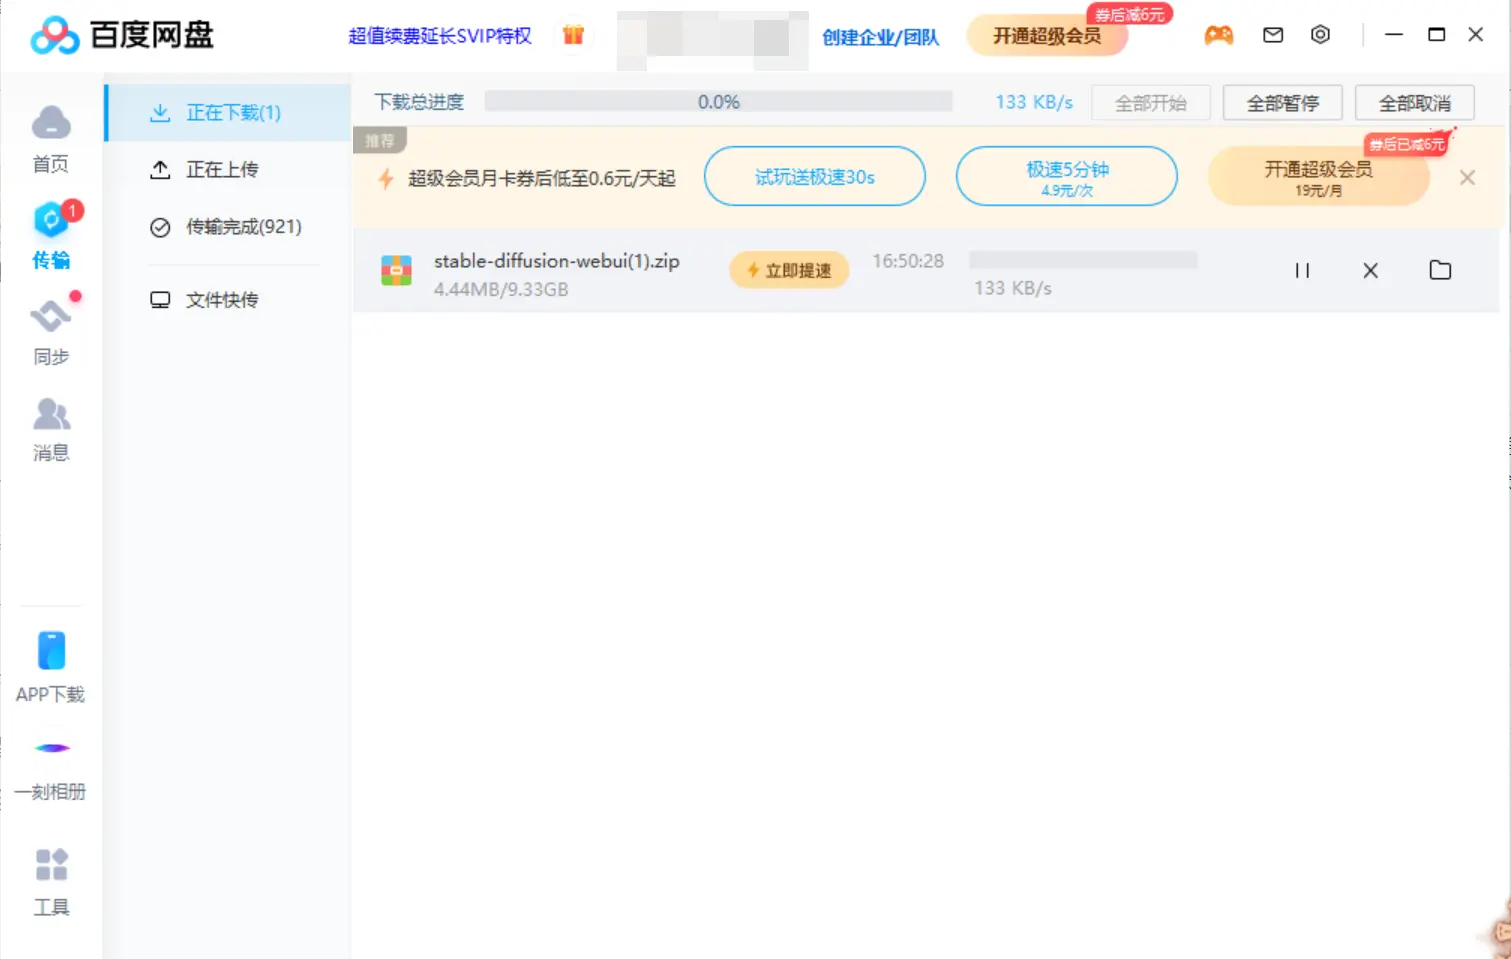 百度网盘
超值续费延长SVIP特权
创建企业/团队
开通超级会员
券后减6元
首页
1
传输
同步
消息
APP下载
一刻相册
工具
正在下载(1)
正在上传
传输完成(921)
文件快传
下载总进度
0.0%
133 KB/s
全部开始
全部暂停
全部取消
推荐
超级会员月卡券后低至0.6元/天起
试玩送极速30s
极速5分钟
4.9元/次
券后已减6元
开通超级会员
19元/月
stable-diffusion-webui(1).zip
4.44MB/9.33GB
立即提速
16:50:28
133 KB/s